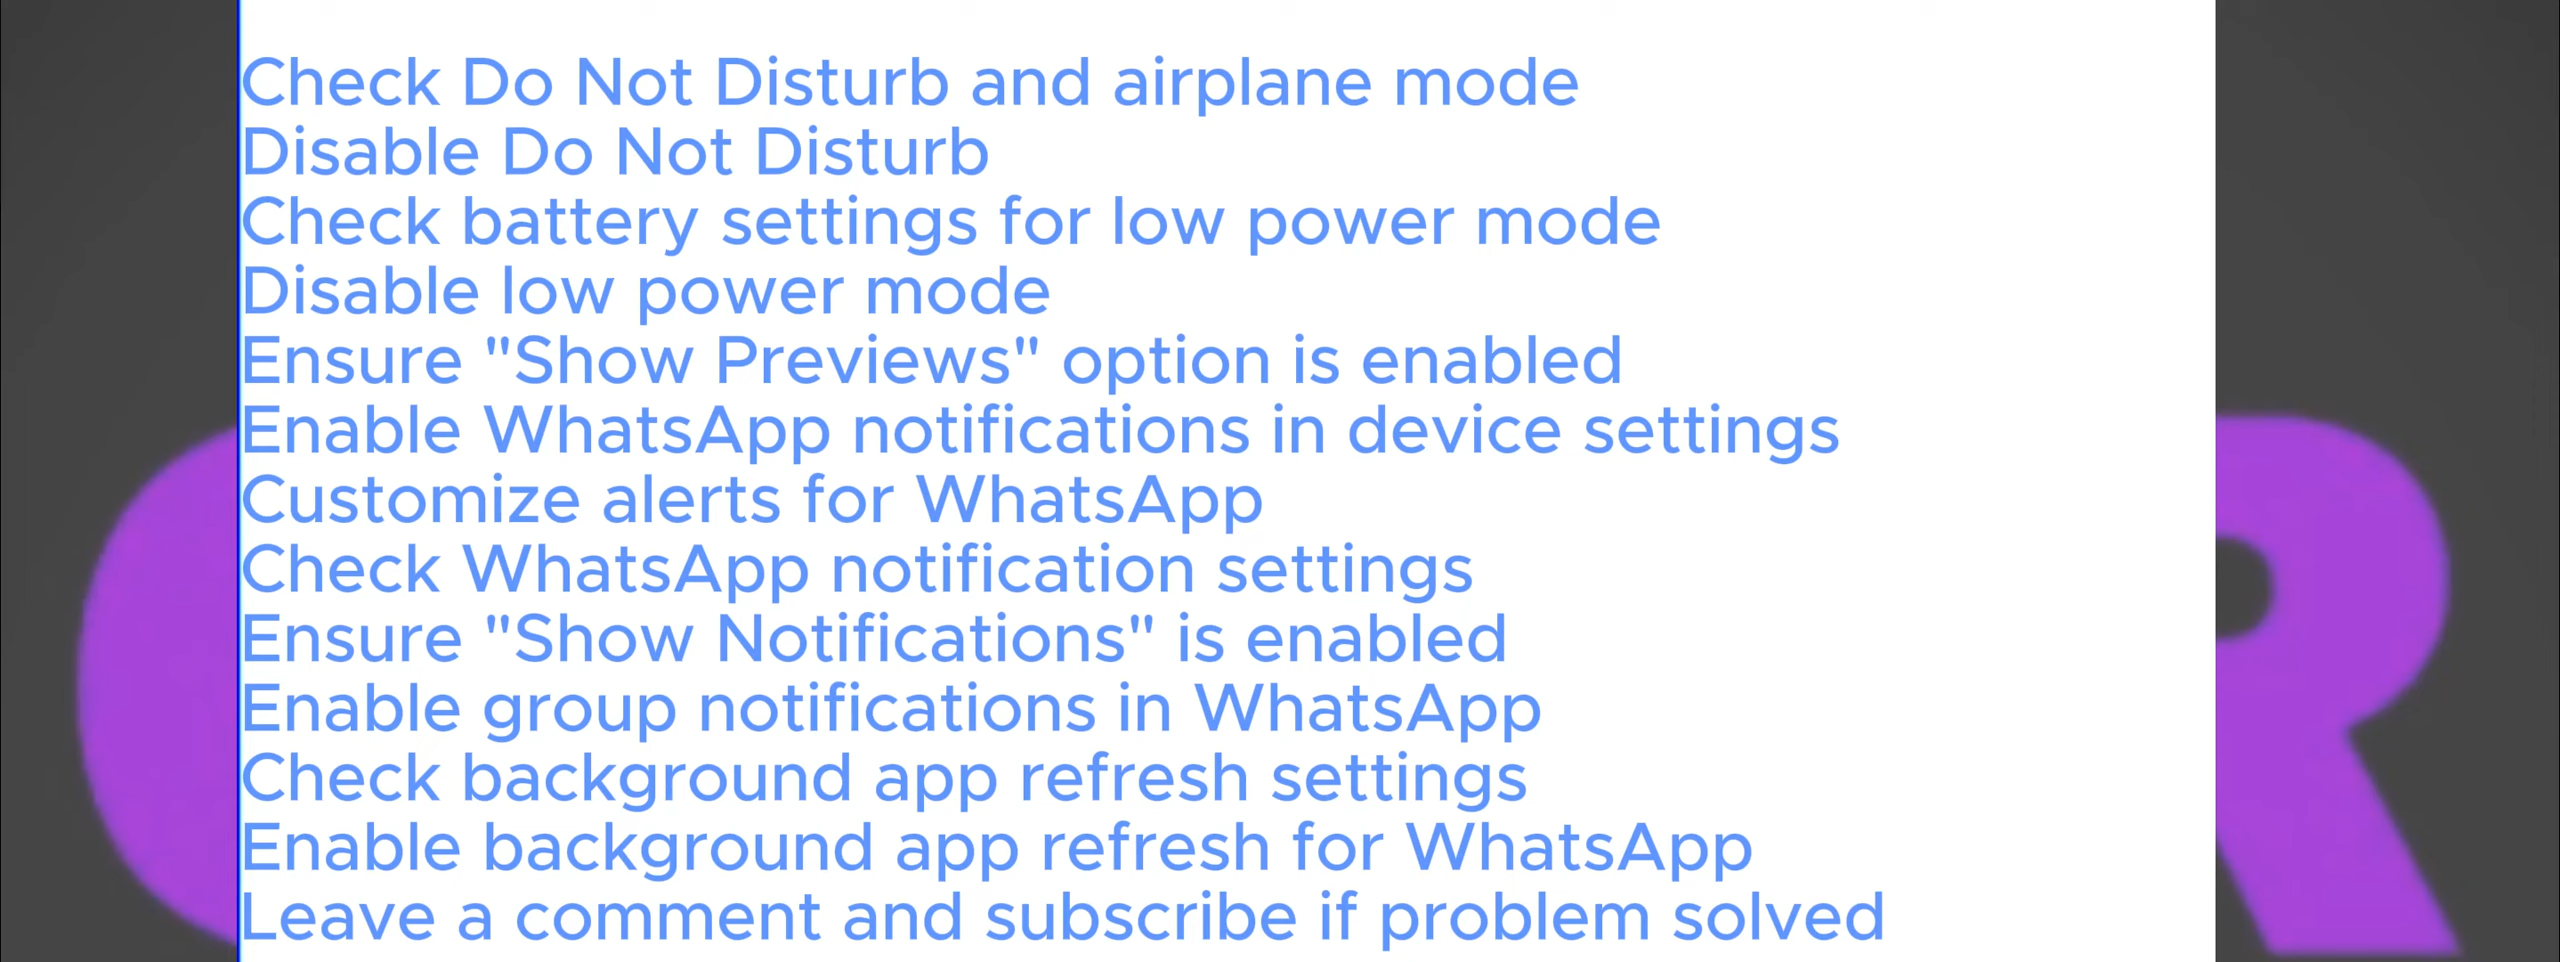 Check Do Not Disturb and airplane mode
Disable Do Not Disturb
Check battery settings for low power mode
Disable low power mode
Ensure "Show Previews" option is enabled
Enable WhatsApp notifications in device settings
Customize alerts for WhatsApp
Check WhatsApp notification settings
Ensure "Show Notifications" is enabled
Enable group notifications in WhatsApp
Check background app refresh settings
Enable background app refresh for WhatsApp
Leave a comment and subscribe if problem solved